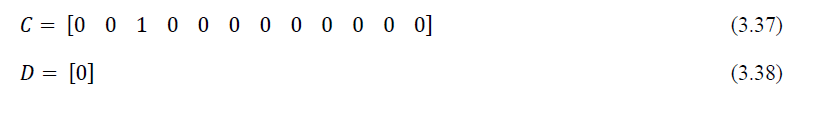 C = [0 0 1 0 0 0 0 0 0 0 0 0] (3.37)
D = [0] (3.38)